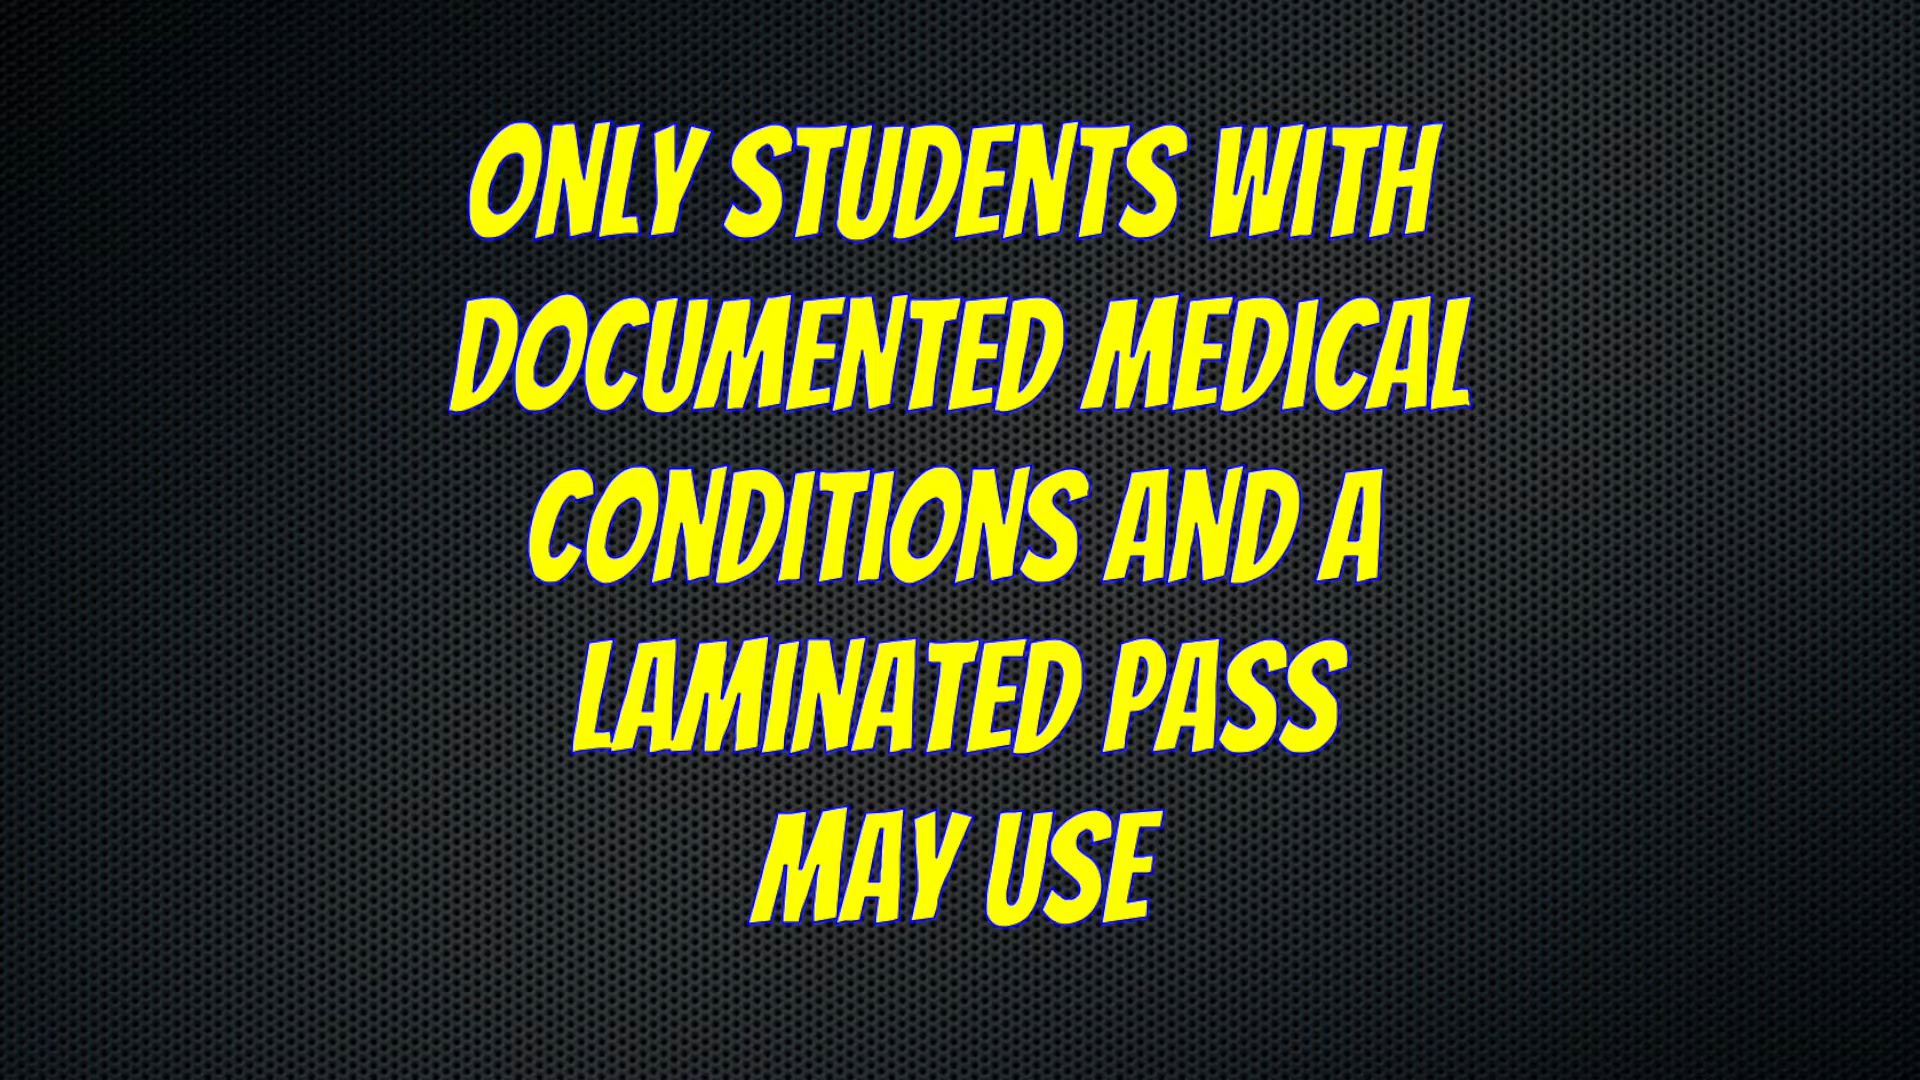 ONLY STUDENTS WITH
DOCUMENTED MEDICAL
CONDITIONS AND A
LAMINATED PASS
MAY USE